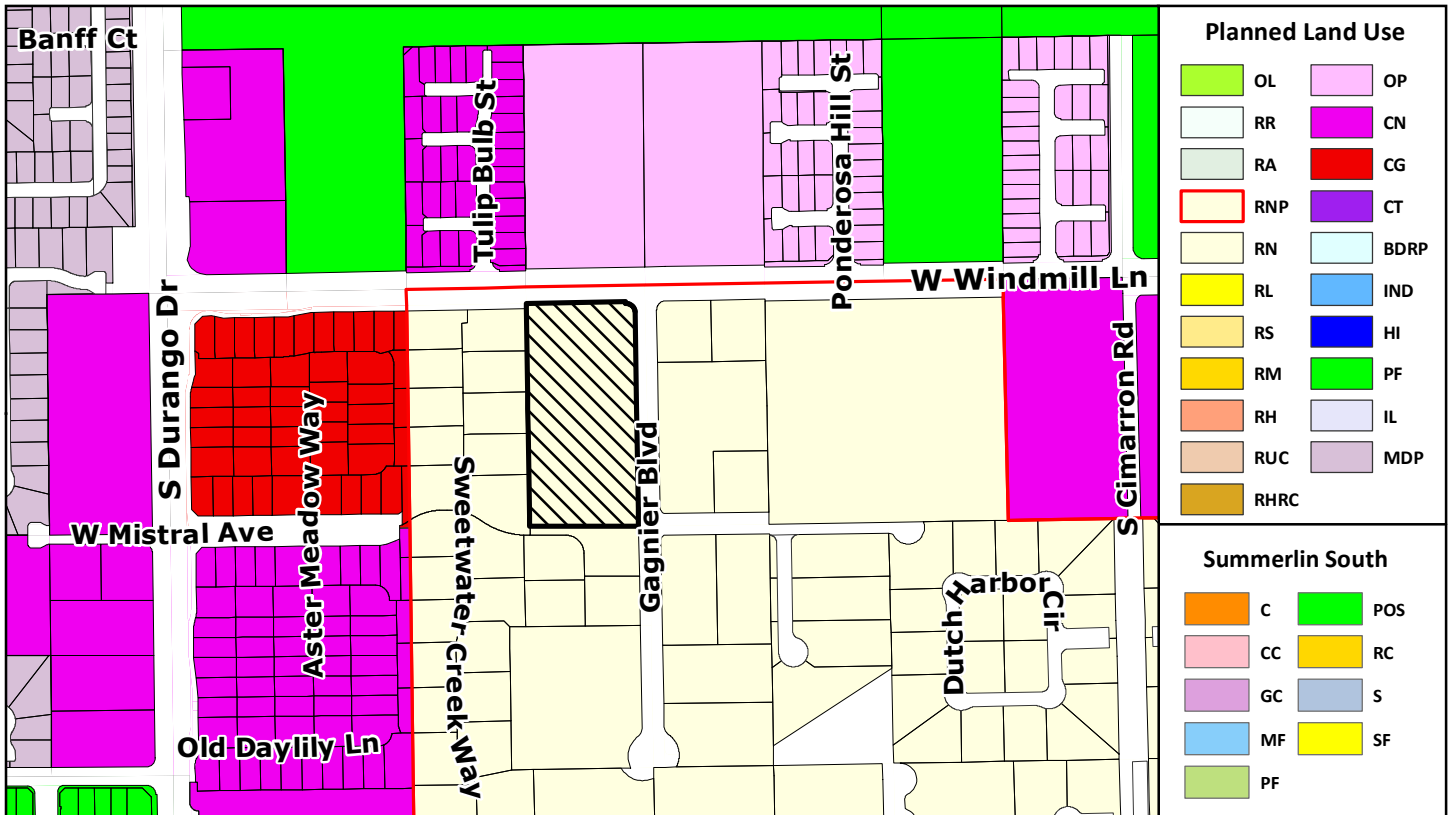 Banff Ct
Tulip Bulb St
Ponderosa Hill St
W Windmill Ln
S Durango Dr
Aster Meadow Way
W Mistral Ave
Sweetwater Creek Way
Gagnier Blvd
S Cimarron Rd
Dutch Harbor Cir
Old Daylily Ln
Planned Land Use
OL
OP
RR
CN
RA
CG
RNP
CT
RN
BDRP
RL
IND
RS
HI
RM
PF
RH
IL
RUC
MDP
RHRC
Summerlin South
C
POS
CC
RC
GC
S
MF
SF
PF